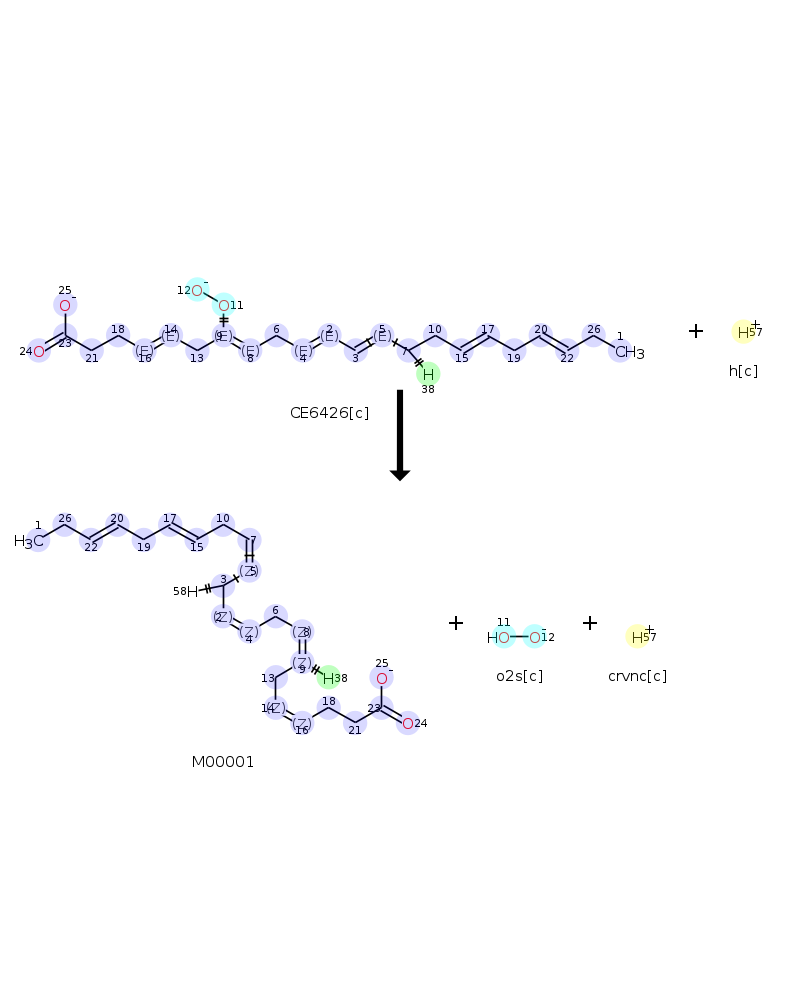 25
12O-
O-
O11
18 14 (E) 9(E) 6 2(E) 5(E) 10 17 20 26 1
24O 23 21 (E)16 13 (E)8 (E)4 3 7 15 19 22 CH3
H
38
+
H+57
h[c]
CE6426[c]
1 26 20 17 10
H3C 22 19 15 7
(Z)5
58H 3
2(Z) 6
(Z)4 (Z)8
(Z)9
13 H38
25
O-
14(Z) 18 23
(Z)16 21 O24
M00001
+
11
HO O-12
o2s[c]
+
H+57
crvnc[c]